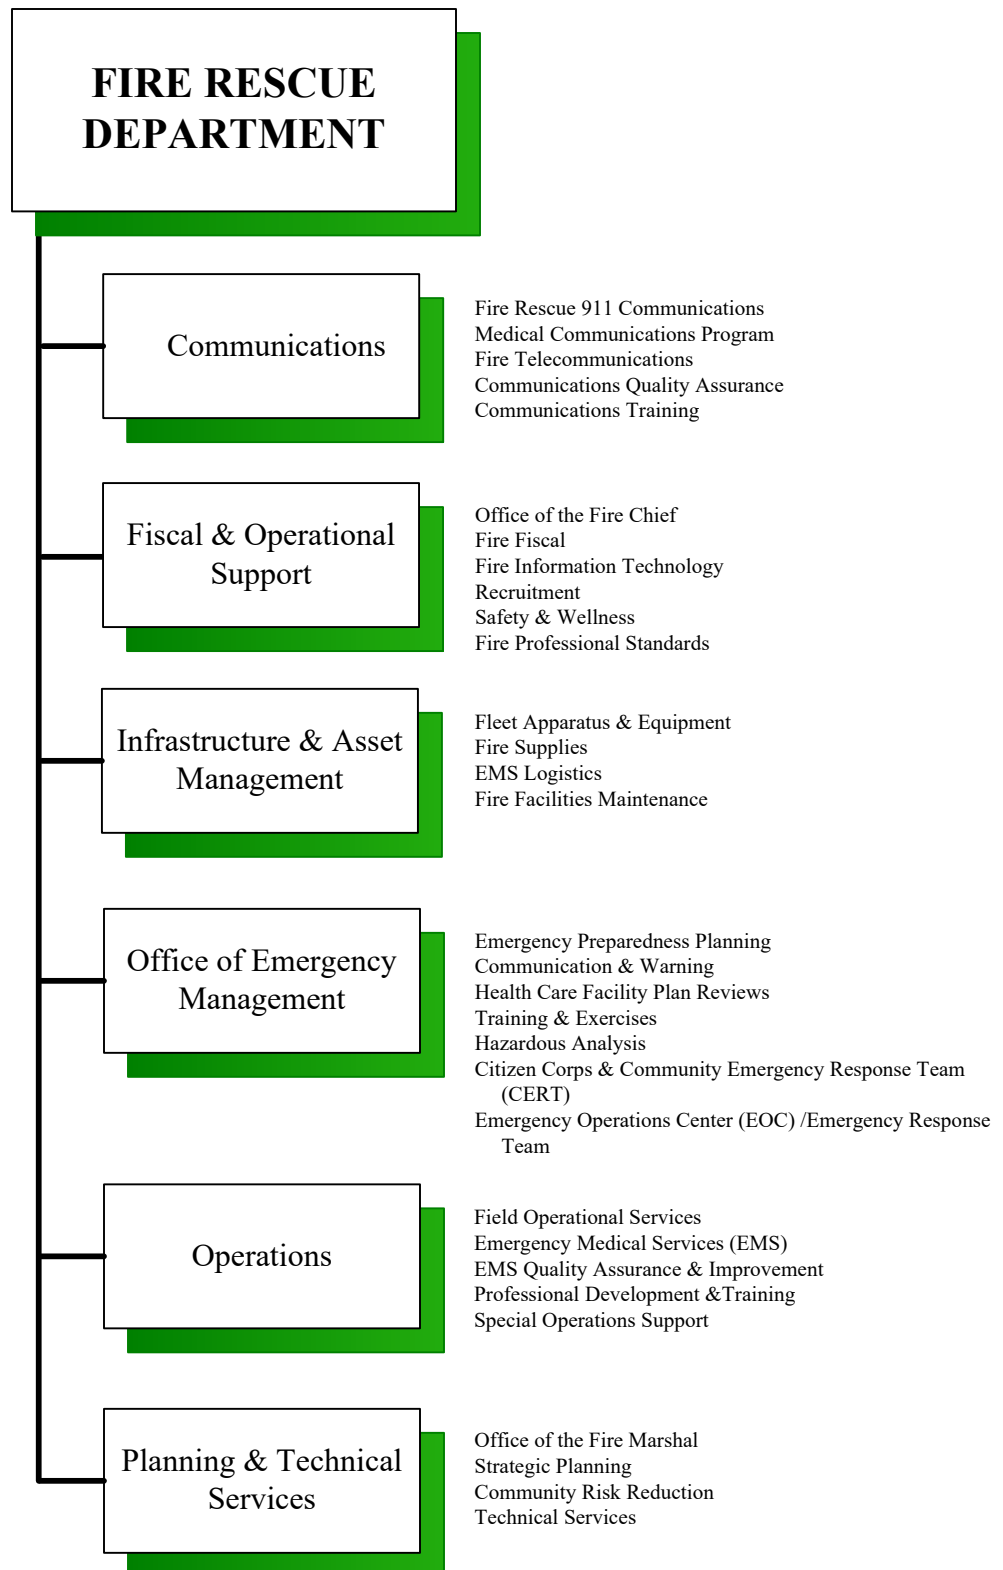 FIRE RESCUE
DEPARTMENT
Communications
Fire Rescue 911 Communications
Medical Communications Program
Fire Telecommunications
Communications Quality Assurance
Communications Training
Fiscal & Operational
Support
Office of the Fire Chief
Fire Fiscal
Fire Information Technology
Recruitment
Safety & Wellness
Fire Professional Standards
Infrastructure & Asset
Management
Fleet Apparatus & Equipment
Fire Supplies
EMS Logistics
Fire Facilities Maintenance
Office of Emergency
Management
Emergency Preparedness Planning
Communication & Warning
Health Care Facility Plan Reviews
Training & Exercises
Hazardous Analysis
Citizen Corps & Community Emergency Response Team
(CERT)
Emergency Operations Center (EOC) /Emergency Response
Team
Operations
Field Operational Services
Emergency Medical Services (EMS)
EMS Quality Assurance & Improvement
Professional Development &Training
Special Operations Support
Planning & Technical
Services
Office of the Fire Marshal
Strategic Planning
Community Risk Reduction
Technical Services